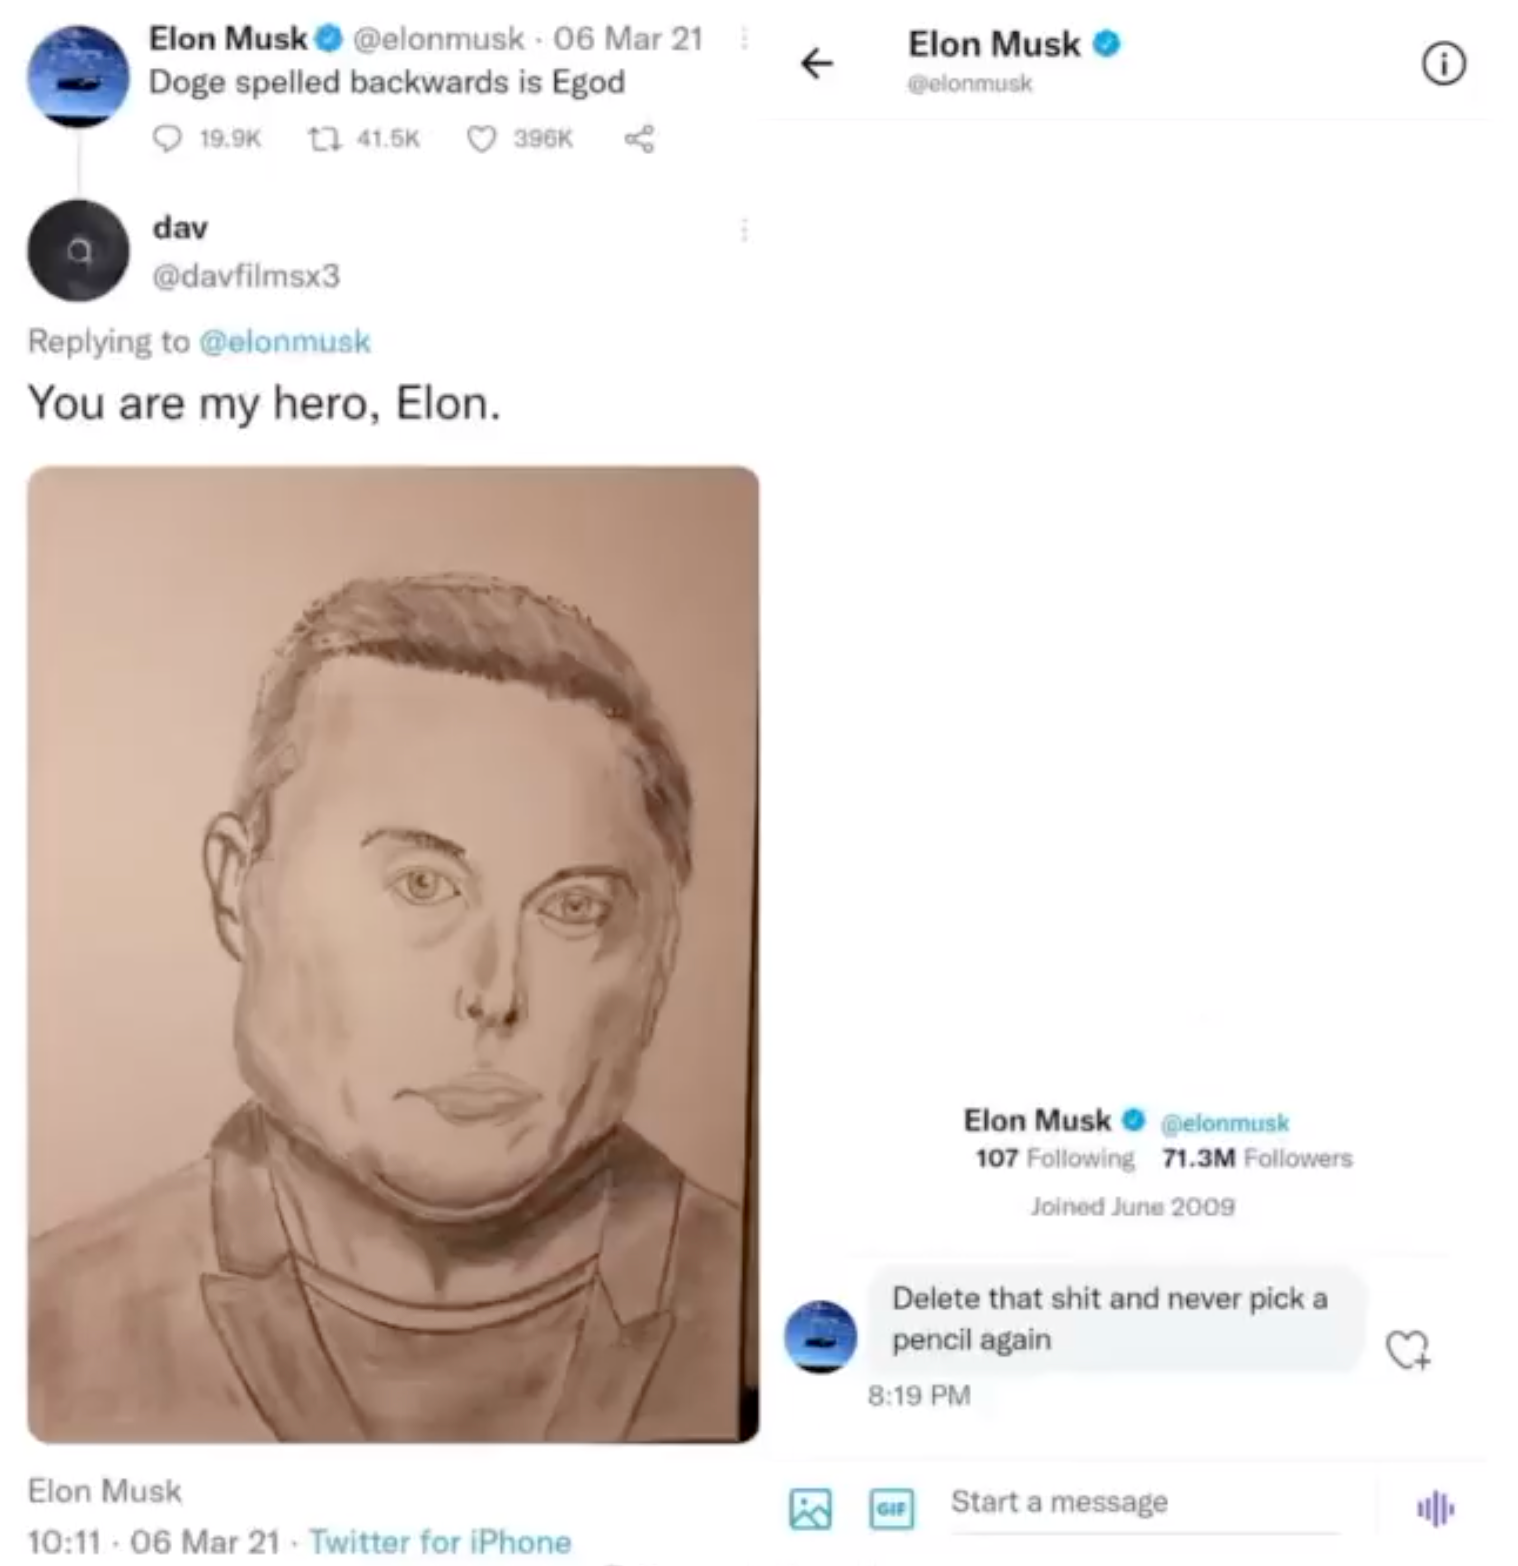 Elon Musk @elonmusk · 06 Mar 21
Doge spelled backwards is Egod
19.9K 41.5K 396K
dav
@davfilmsx3
Replying to @elonmusk
You are my hero, Elon.
Elon Musk
10:11 · 06 Mar 21 · Twitter for iPhone
Elon Musk
@elonmusk
Elon Musk @elonmusk
107 Following 71.3M Followers
Joined June 2009
Delete that shit and never pick a
pencil again
8:19 PM
GIF Start a message